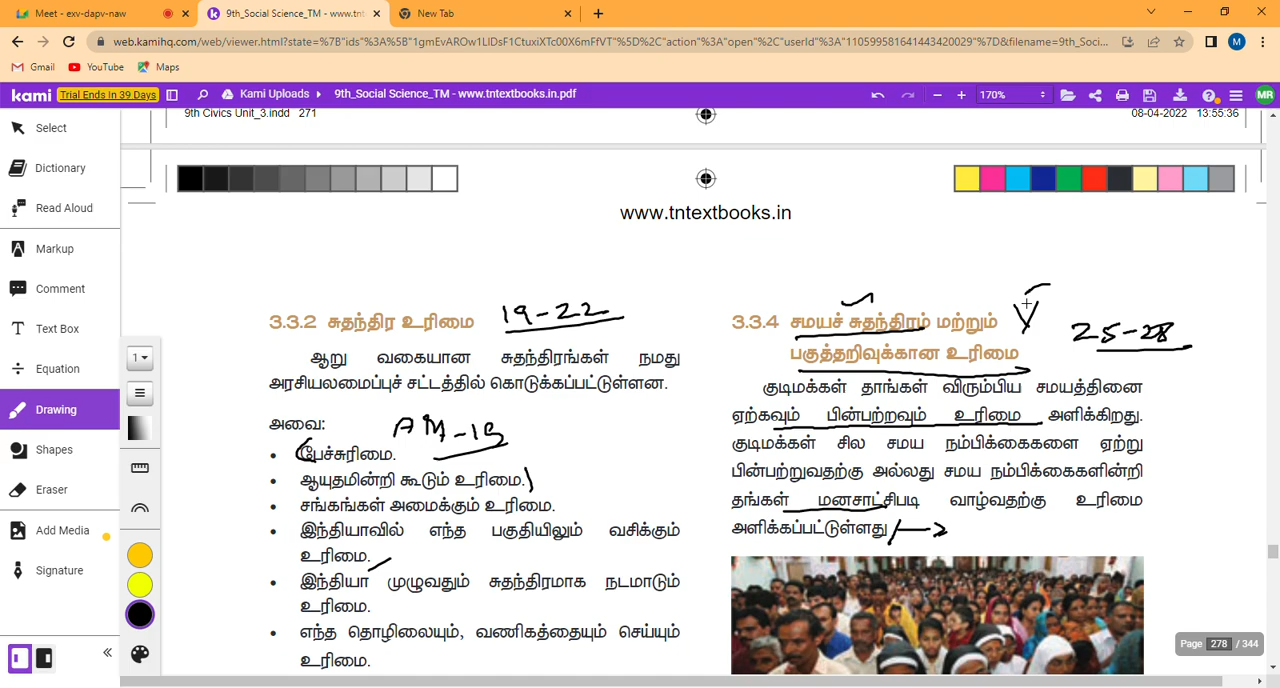 Meet - exv-dapv-naw
9th_Social Science_TM - www.tnt
New Tab
web.kamihq.com/web/viewer.html?state=%7B"ids"%3A%5B"1gmEvAROw1LIDsF1CtuxiXTc00X6mFfVT"%5D%2C"action"%3A"open"%2C"userId"%3A"110599581641443420029"%7D&filename=9th_Soci...
Gmail
YouTube
Maps
M
kami
Trial Ends In 39 Days
Kami Uploads
9th_Social Science_TM - www.tntextbooks.in.pdf
170%
MR
Select
Dictionary
Read Aloud
Markup
Comment
Text Box
Equation
Drawing
Shapes
Eraser
Add Media
Signature
1
9th Civics Unit_3.indd 271
08-04-2022 13:55:36
www.tntextbooks.in
3.3.2 சுதந்திர உரிமை
19-22
ஆறு வகையான சுதந்திரங்கள் நமது
அரசியலமைப்புச் சட்டத்தில் கொடுக்கப்பட்டுள்ளன.
அவை:
AM-19
• பேச்சுரிமை.
• ஆயுதமின்றி கூடும் உரிமை.
• சங்கங்கள் அமைக்கும் உரிமை.
• இந்தியாவில் எந்த பகுதியிலும் வசிக்கும்
உரிமை.
• இந்தியா முழுவதும் சுதந்திரமாக நடமாடும்
உரிமை.
• எந்த தொழிலையும், வணிகத்தையும் செய்யும்
உரிமை.
3.3.4 சமயச் சுதந்திரம் மற்றும்
பகுத்தறிவுக்கான உரிமை
25-28
குடிமக்கள் தாங்கள் விரும்பிய சமயத்தினை
ஏற்கவும் பின்பற்றவும் உரிமை அளிக்கிறது.
குடிமக்கள் சில சமய நம்பிக்கைகளை ஏற்று
பின்பற்றுவதற்கு அல்லது சமய நம்பிக்கைகளின்றி
தங்கள் மனசாட்சிபடி வாழ்வதற்கு உரிமை
அளிக்கப்பட்டுள்ளது
Page 278 / 344